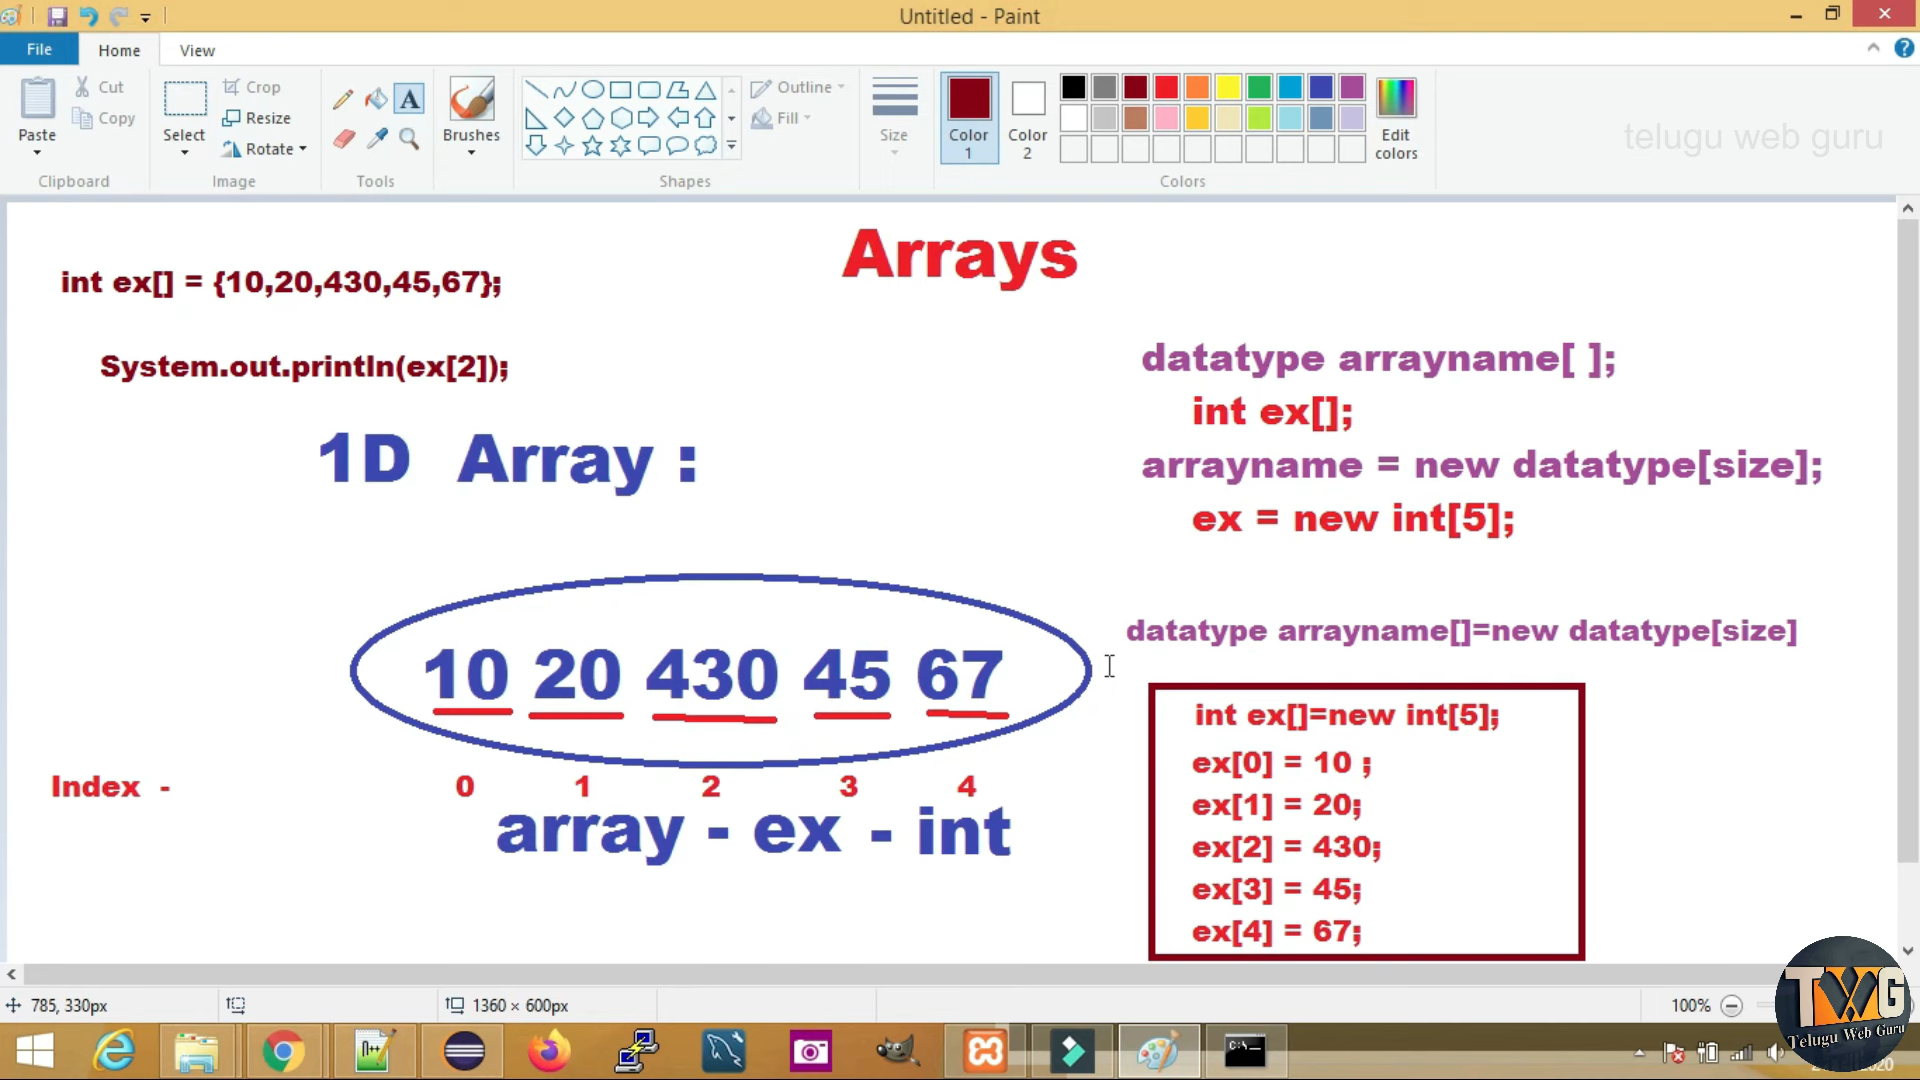 Untitled - Paint
File
Home
View
Paste
Cut
Copy
Clipboard
Select
Crop
Resize
Rotate
Image
A
Tools
Brushes
Shapes
Outline
Fill
Size
Color 1
Color 2
Edit colors
Colors
telugu web guru
Arrays
int ex[] = {10,20,430,45,67};
System.out.println(ex[2]);
1D Array :
datatype arrayname[ ];
int ex[];
arrayname = new datatype[size];
ex = new int[5];
10 20 430 45 67
Index - 0 1 2 3 4
array - ex - int
datatype arrayname[]=new datatype[size]
int ex[]=new int[5];
ex[0] = 10 ;
ex[1] = 20;
ex[2] = 430;
ex[3] = 45;
ex[4] = 67;
785, 330px
1360 × 600px
100%
TWG
Telugu Web Guru